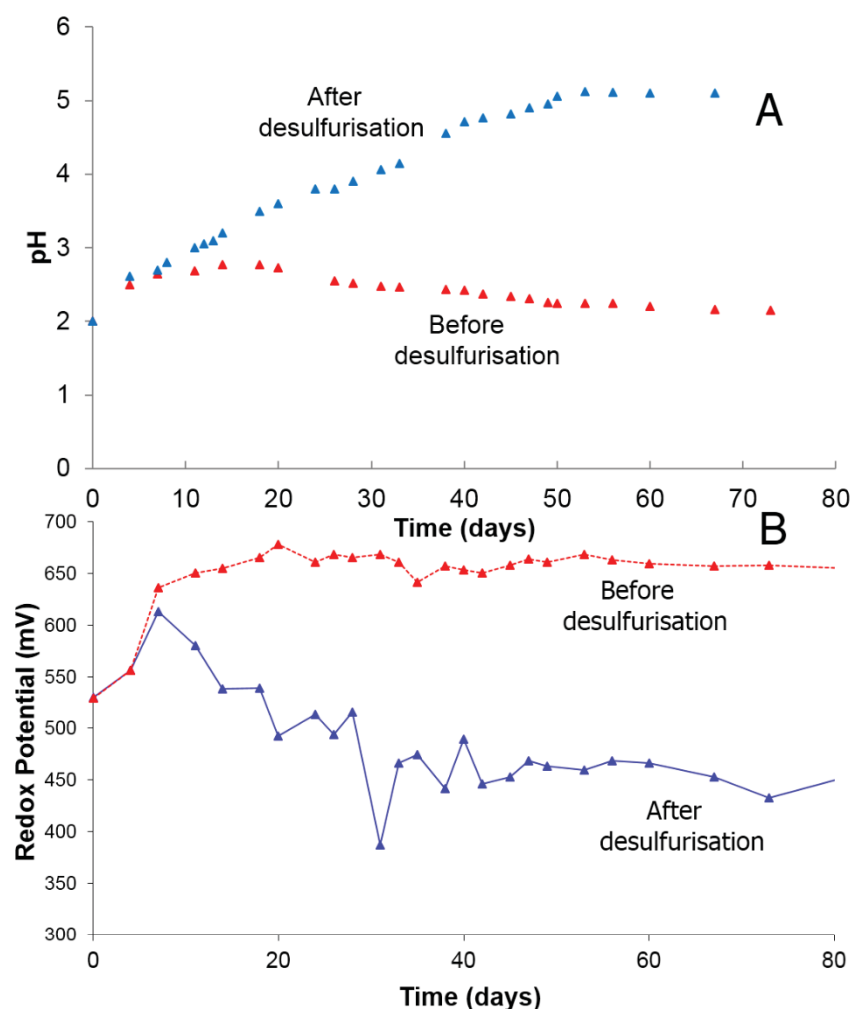 6
5
4
3
2
1
0
pH
After
desulfurisation
A
Before
desulfurisation
0 10 20 30 40 50 60 70 80
Time (days)
700
650
600
550
500
450
400
350
300
Redox Potential (mV)
B
Before
desulfurisation
After
desulfurisation
0 20 40 60 80
Time (days)